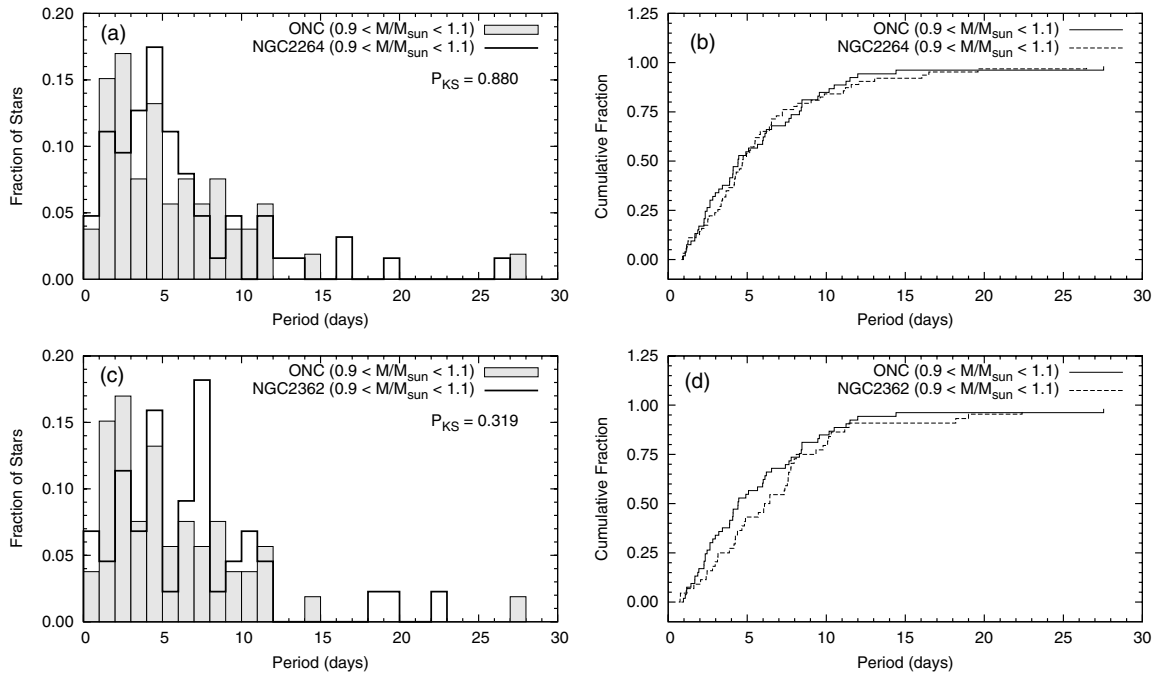 (a)
ONC (0.9 < M/Msun < 1.1)
NGC2264 (0.9 < M/Msun < 1.1)
PKS = 0.880
Fraction of Stars
0.20
0.15
0.10
0.05
0.00
0 5 10 15 20 25 30
Period (days)
(b)
ONC (0.9 < M/Msun < 1.1)
NGC2264 (0.9 < M/Msun < 1.1)
Cumulative Fraction
1.25
1.00
0.75
0.50
0.25
0.00
0 5 10 15 20 25 30
Period (days)
(c)
ONC (0.9 < M/Msun < 1.1)
NGC2362 (0.9 < M/Msun < 1.1)
PKS = 0.319
Fraction of Stars
0.20
0.15
0.10
0.05
0.00
0 5 10 15 20 25 30
Period (days)
(d)
ONC (0.9 < M/Msun < 1.1)
NGC2362 (0.9 < M/Msun < 1.1)
Cumulative Fraction
1.25
1.00
0.75
0.50
0.25
0.00
0 5 10 15 20 25 30
Period (days)